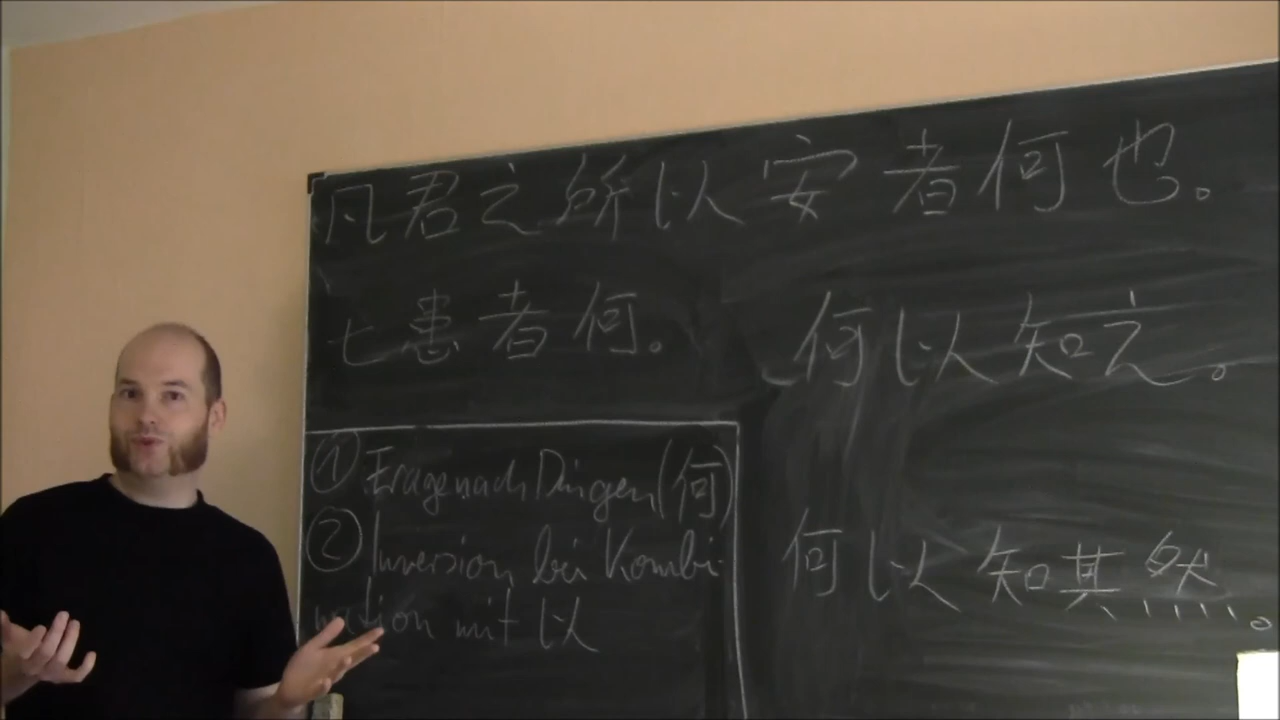 凡君之所以安者何也。
七患者何。
何以知之。
① Frage nach Dingen (何)
② Inversion bei Kombi-
nation mit 以
何以知其然。